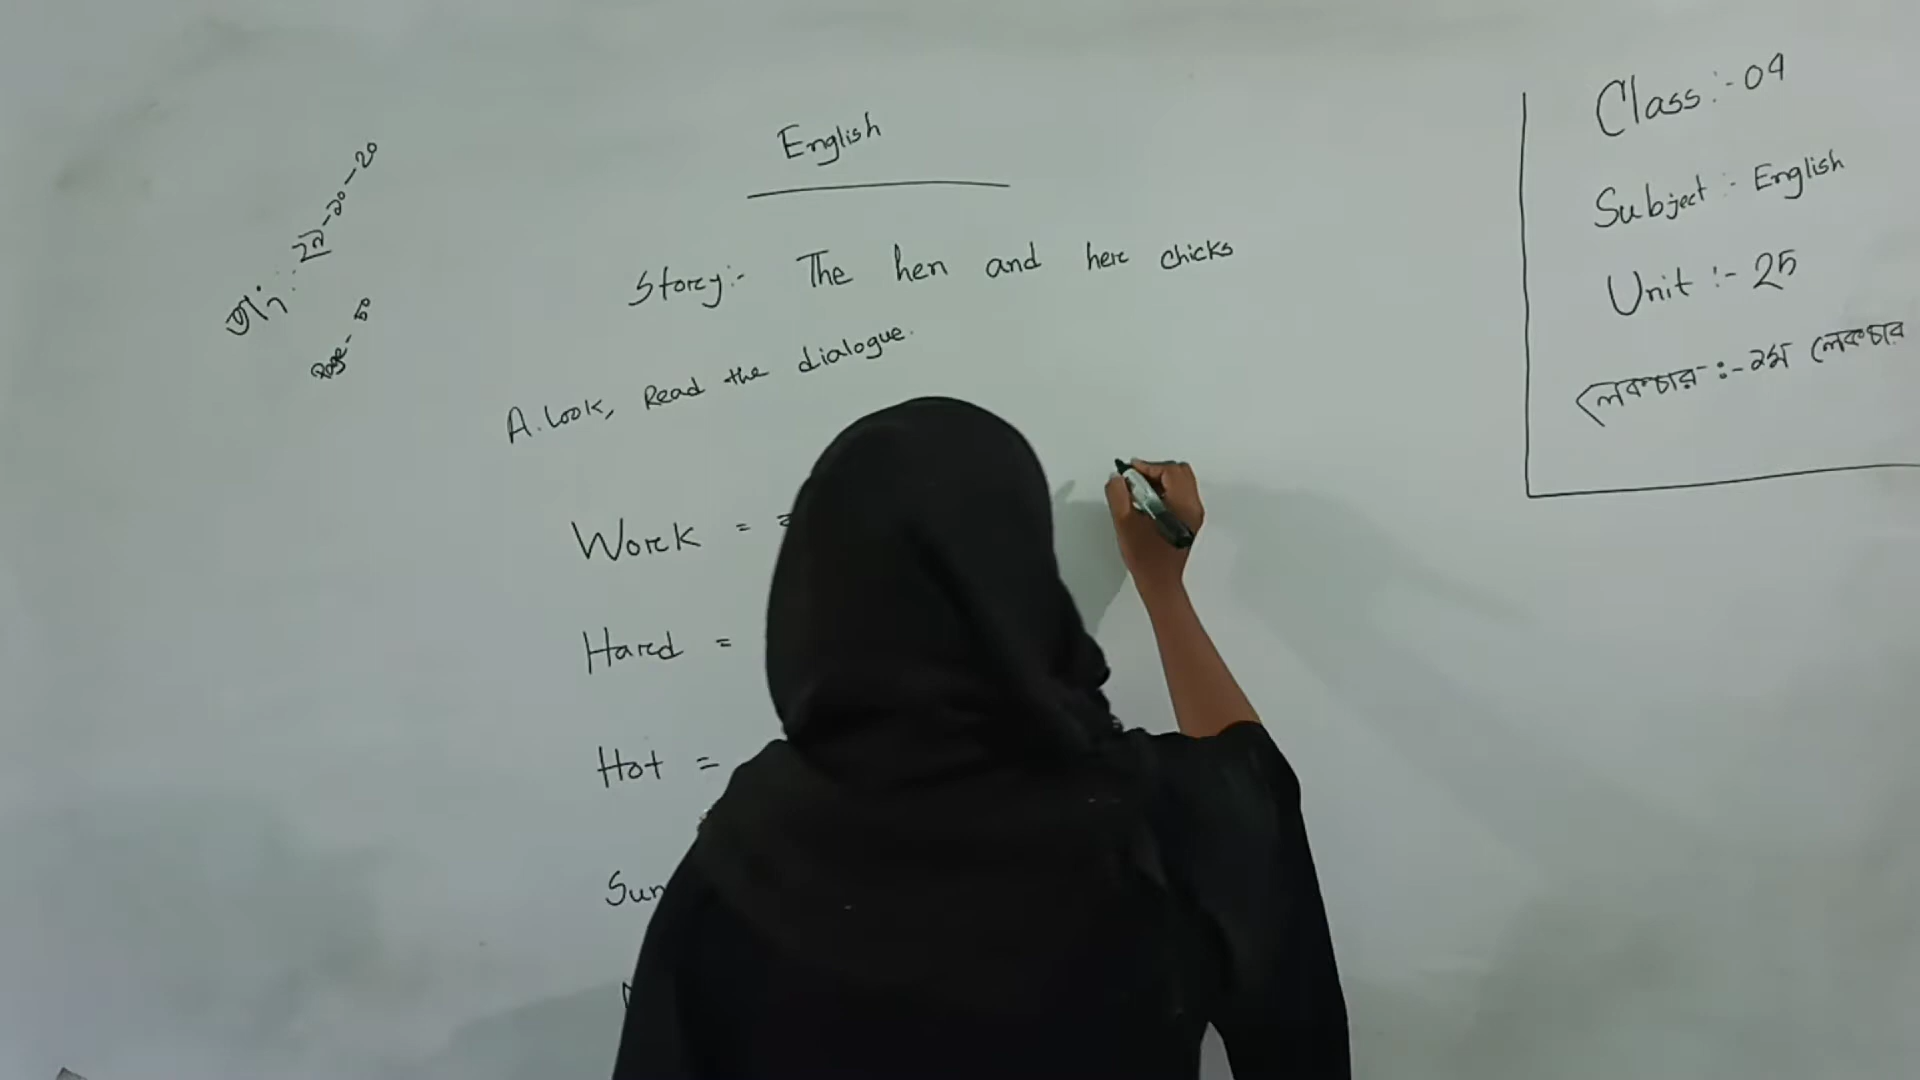 English
Story:- The hen and her chicks
A. Look, Read the dialogue.
Work =
Hard =
Hot =
Sun
Class:- 04
Subject :- English
Unit :- 25
লেকচার :- ২য় লেকচার